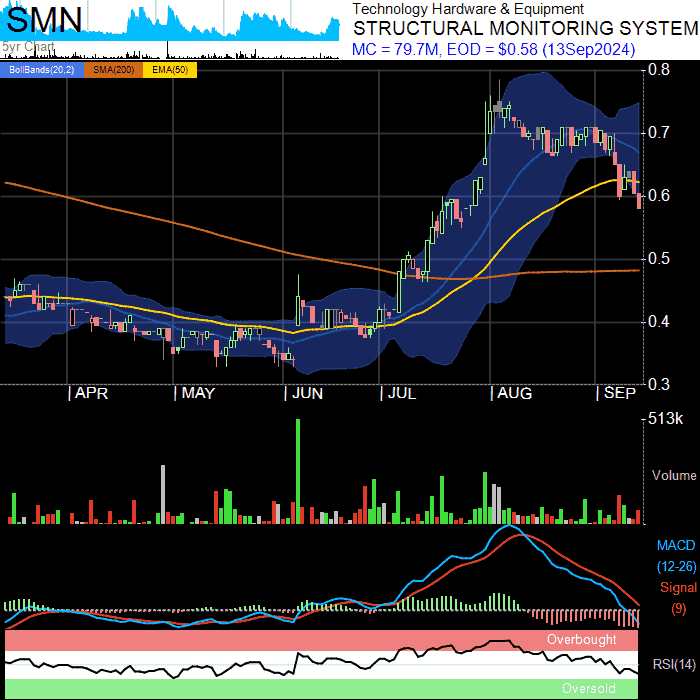 SMN
5yr Chart
Technology Hardware & Equipment
STRUCTURAL MONITORING SYSTEM
MC = 79.7M, EOD = $0.58 (13Sep2024)
BollBands(20,2) SMA(200) EMA(50)
0.8
0.7
0.6
0.5
0.4
0.3
APR MAY JUN JUL AUG SEP
513k
Volume
MACD
(12-26)
Signal
(9)
Overbought
RSI(14)
Oversold